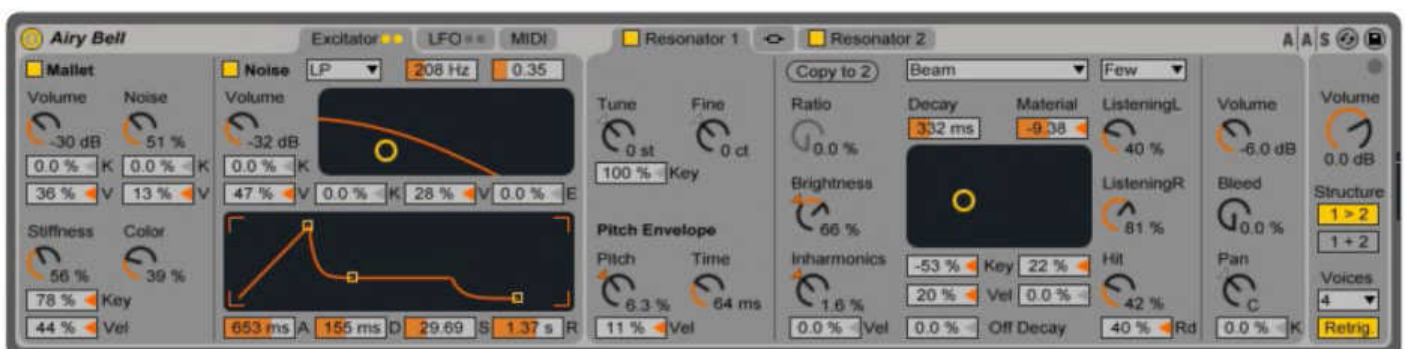 Airy Bell Excitator LFO MIDI Resonator 1 Resonator 2 A A S
Mallet Noise LP 208 Hz 0.35 Copy to 2 Beam Few
Volume Noise Volume Tune Fine Ratio Decay Material ListeningL Volume Volume
-30 dB 51 % -32 dB 0 st 0 ct 0.0 % 332 ms -9.38 40 % -6.0 dB 0.0 dB
0.0 % K 0.0 % K 0.0 % K 100 % Key
36 % V 13 % V 47 % V 0.0 % K 28 % V 0.0 % E Brightness ListeningR Bleed Structure
66 % 81 % 0.0 % 1 > 2
Stiffness Color Pitch Envelope 1 + 2
56 % 39 % Pitch Time Inharmonics -53 % Key 22 % Hit Pan Voices
78 % Key 6.3 % 64 ms 1.6 % 20 % Vel 0.0 % 42 % C 4
44 % Vel 653 ms A 155 ms D 29.69 S 1.37 s R 11 % Vel 0.0 % Vel 0.0 % Off Decay 40 % Rd 0.0 % K Retrig.